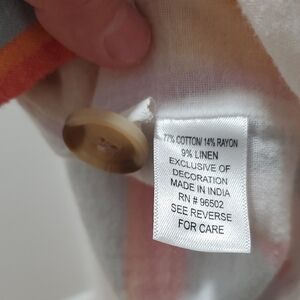 77% COTTON/ 14% RAYON
9% LINEN
EXCLUSIVE OF
DECORATION
MADE IN INDIA
RN # 96502
SEE REVERSE
FOR CARE